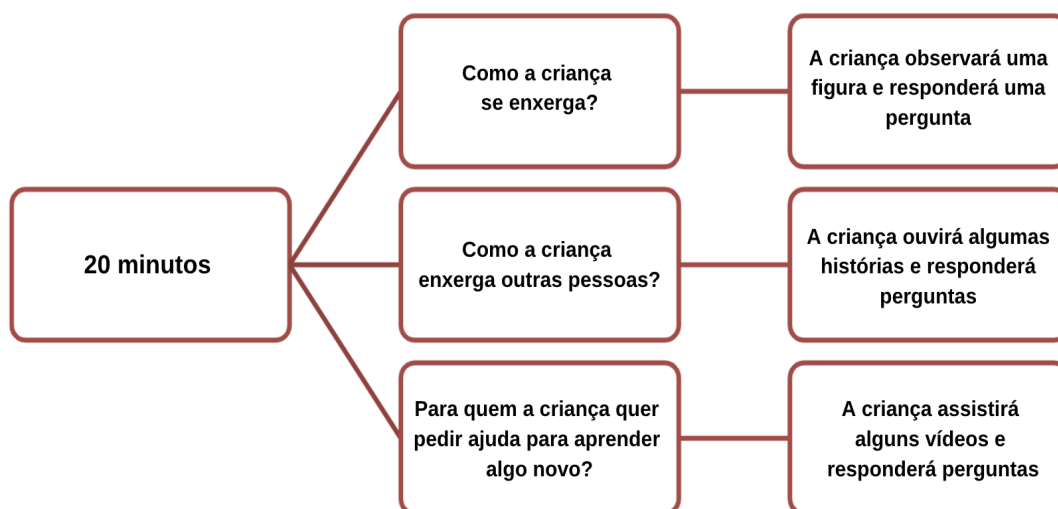 20 minutos
Como a criança
se enxerga?
A criança observará uma
figura e responderá uma
pergunta
Como a criança
enxerga outras pessoas?
A criança ouvirá algumas
histórias e responderá
perguntas
Para quem a criança quer
pedir ajuda para aprender
algo novo?
A criança assistirá
alguns vídeos e
responderá perguntas